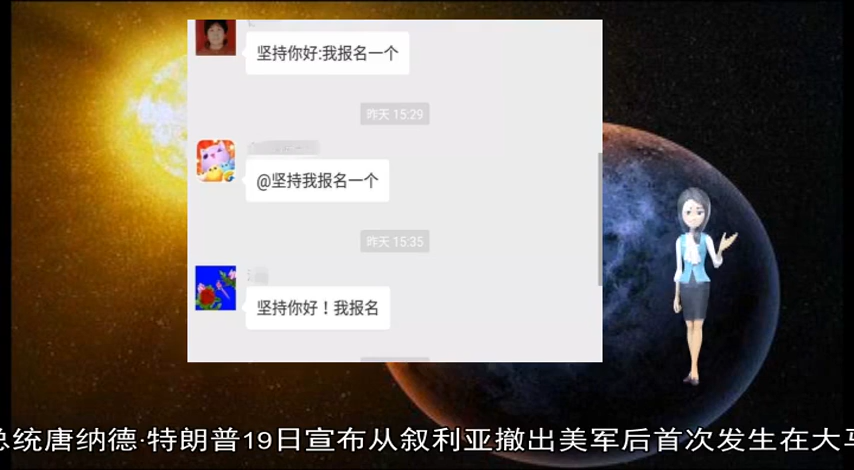 坚持你好:我报名一个
昨天 15:29
@坚持我报名一个
昨天 15:35
坚持你好！我报名
总统唐纳德·特朗普19日宣布从叙利亚撤出美军后首次发生在大马